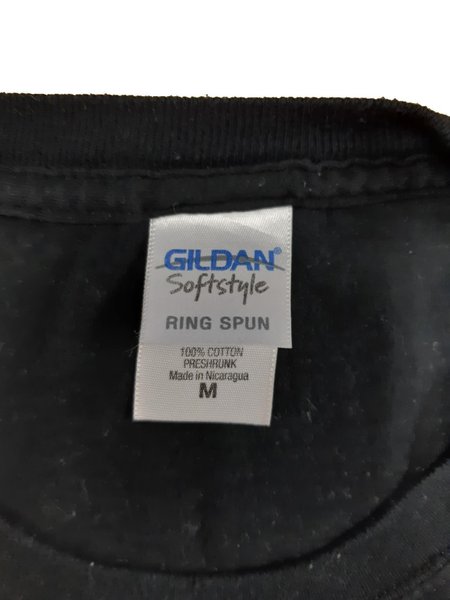 GILDAN®
Softstyle
RING SPUN
100% COTTON
PRESHRUNK
Made in Nicaragua
M